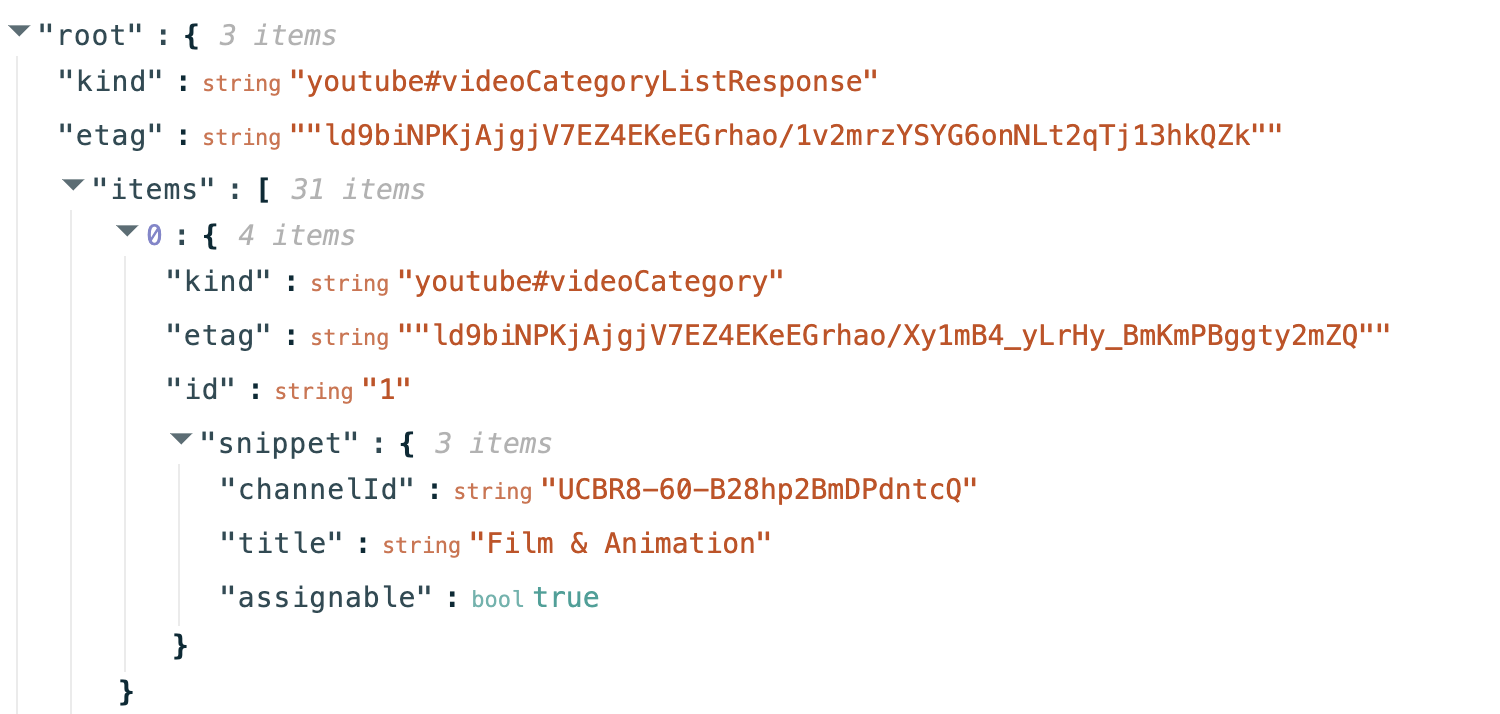 "root" : { 3 items
"kind" : string "youtube#videoCategoryListResponse"
"etag" : string ""ld9biNPKjAjgjV7EZ4EKeEGrhao/1v2mrzYSYG6onNLt2qTj13hkQZk""
"items" : [ 31 items
0 : { 4 items
"kind" : string "youtube#videoCategory"
"etag" : string ""ld9biNPKjAjgjV7EZ4EKeEGrhao/Xy1mB4_yLrHy_BmKmPBggty2mZQ""
"id" : string "1"
"snippet" : { 3 items
"channelId" : string "UCBR8-60-B28hp2BmDPdntcQ"
"title" : string "Film & Animation"
"assignable" : bool true
}
}